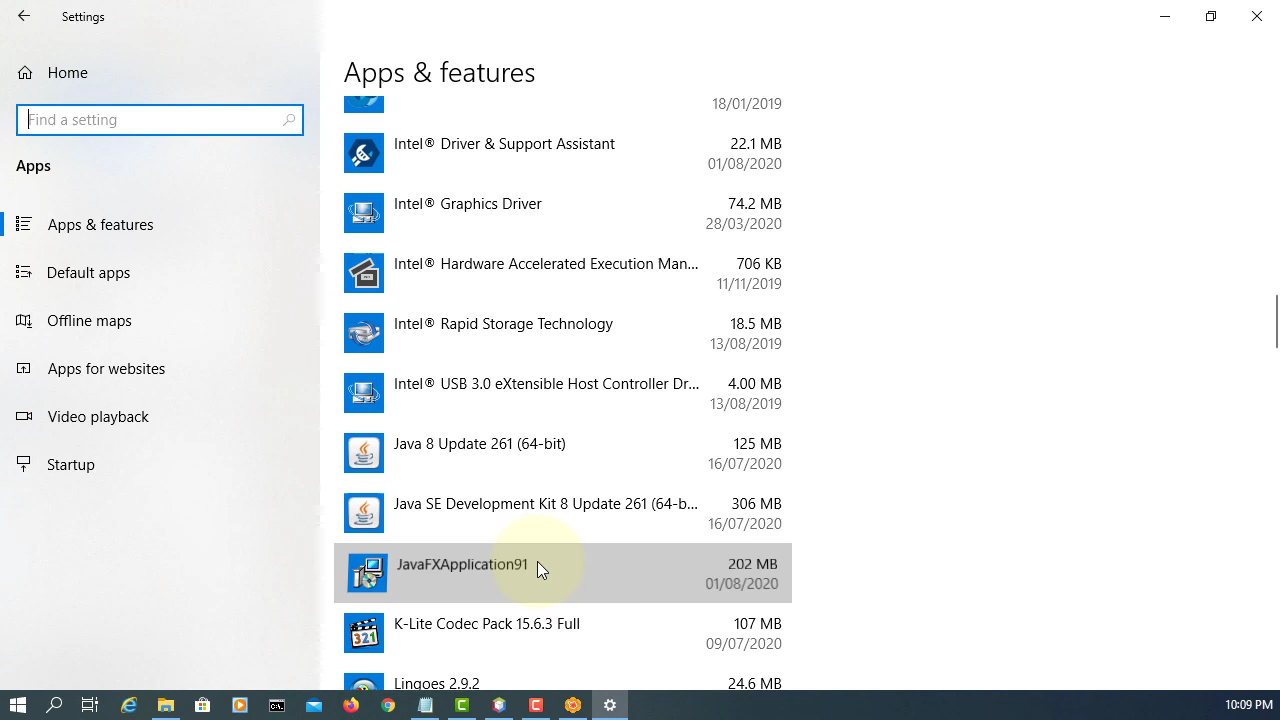 Settings
Home
Find a setting
Apps
Apps & features
Default apps
Offline maps
Apps for websites
Video playback
Startup
Apps & features
18/01/2019
Intel® Driver & Support Assistant 22.1 MB
01/08/2020
Intel® Graphics Driver 74.2 MB
28/03/2020
Intel® Hardware Accelerated Execution Man... 706 KB
11/11/2019
Intel® Rapid Storage Technology 18.5 MB
13/08/2019
Intel® USB 3.0 eXtensible Host Controller Dr... 4.00 MB
13/08/2019
Java 8 Update 261 (64-bit) 125 MB
16/07/2020
Java SE Development Kit 8 Update 261 (64-b... 306 MB
16/07/2020
JavaFXApplication91 202 MB
01/08/2020
K-Lite Codec Pack 15.6.3 Full 107 MB
09/07/2020
Lingoes 2.9.2 24.6 MB
10:09 PM